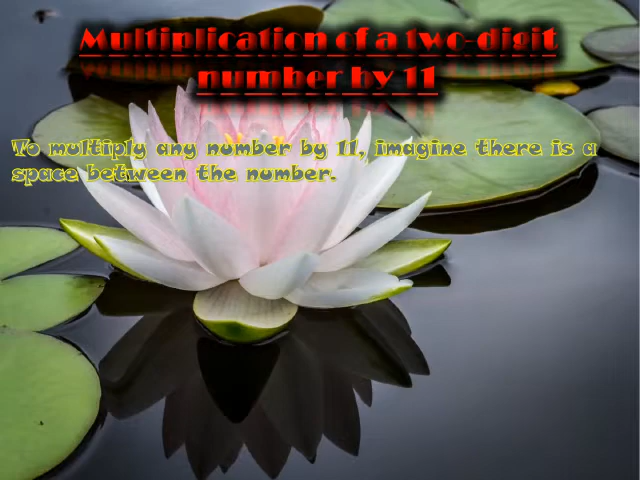 Multiplication of a two-digit
number by 11
To multiply any number by 11, imagine there is a
space between the number.